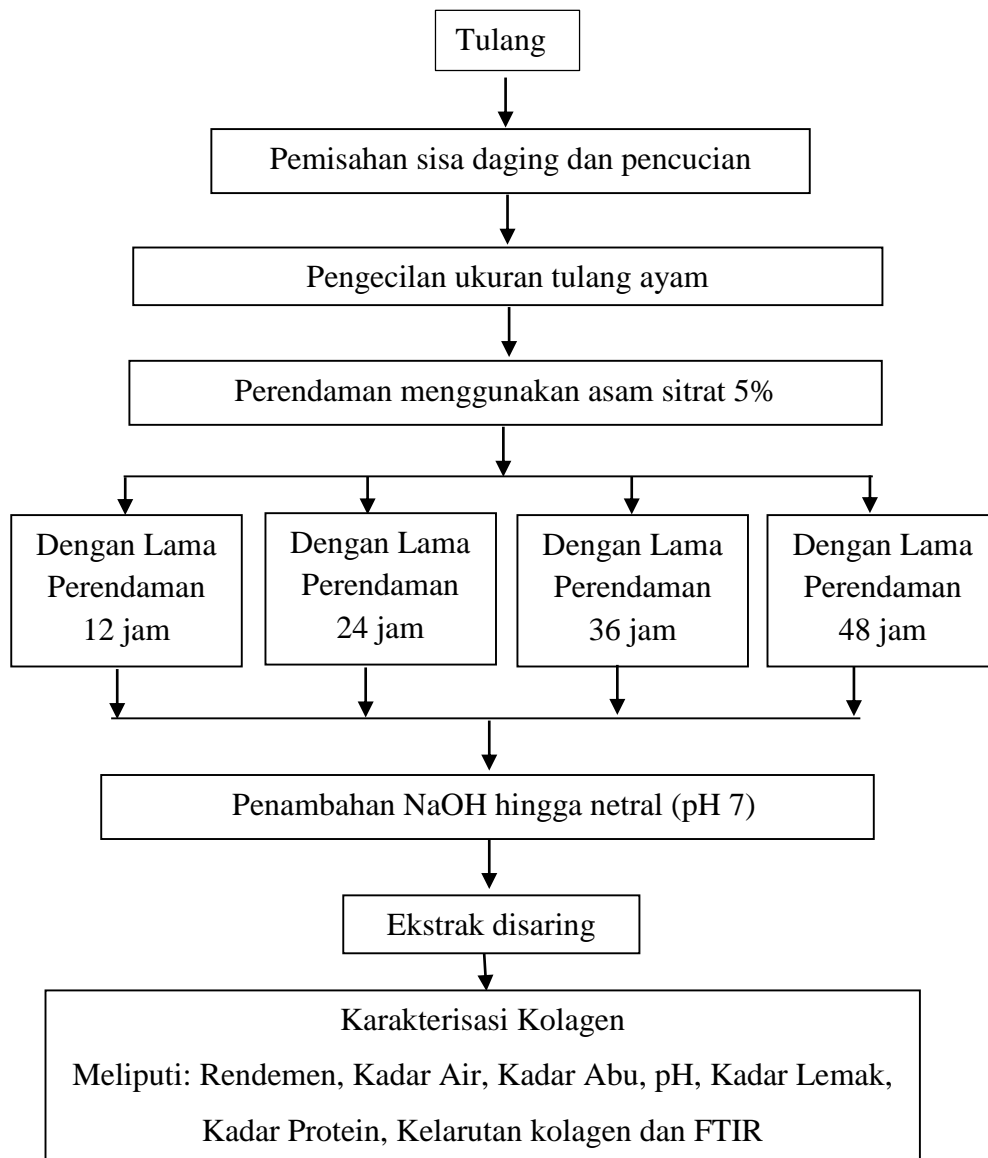 Tulang
Pemisahan sisa daging dan pencucian
Pengecilan ukuran tulang ayam
Perendaman menggunakan asam sitrat 5%
Dengan Lama
Perendaman
12 jam
Dengan Lama
Perendaman
24 jam
Dengan Lama
Perendaman
36 jam
Dengan Lama
Perendaman
48 jam
Penambahan NaOH hingga netral (pH 7)
Ekstrak disaring
Karakterisasi Kolagen
Meliputi: Rendemen, Kadar Air, Kadar Abu, pH, Kadar Lemak,
Kadar Protein, Kelarutan kolagen dan FTIR